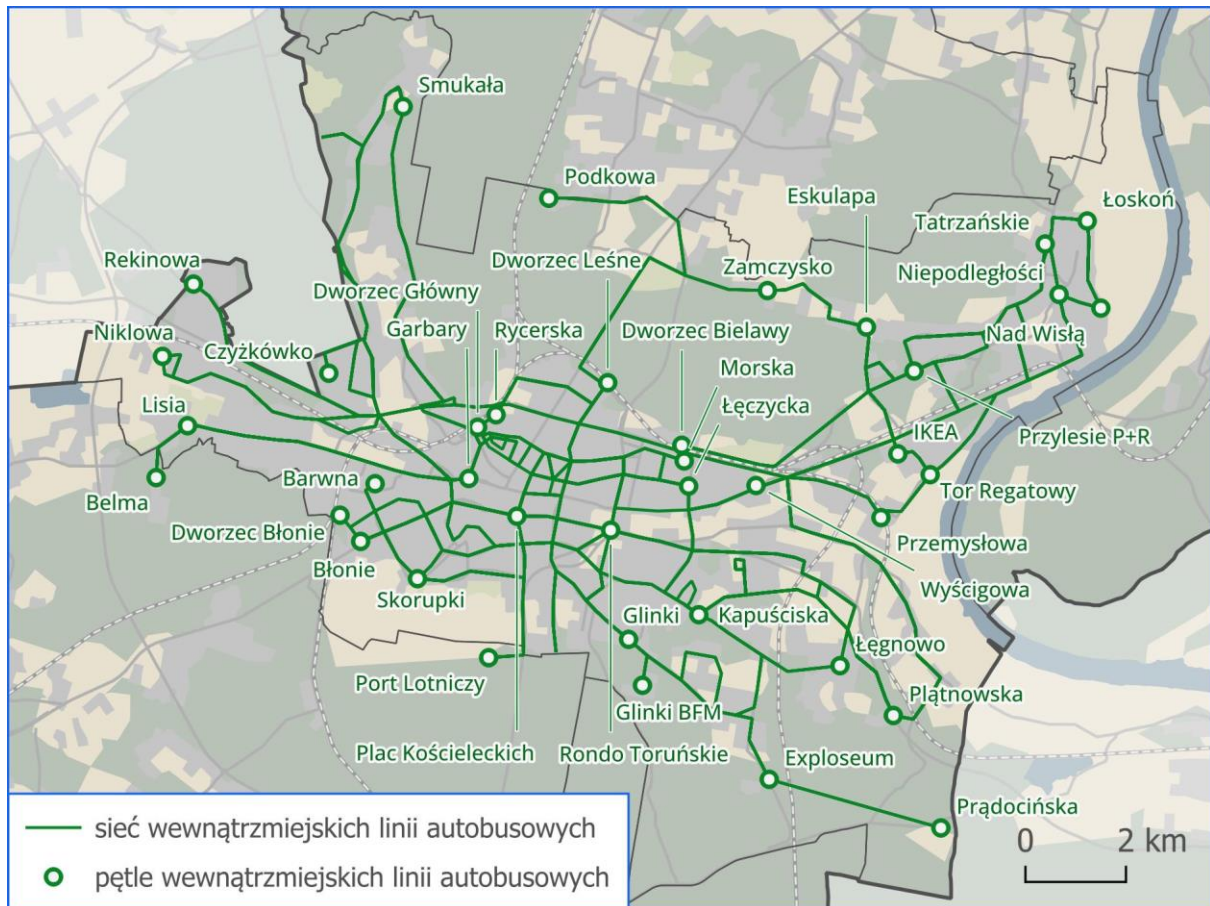 Smukała
Podkowa
Eskulapa
Łoskoń
Tatrzańskie
Rekinowa
Dworzec Leśne
Zamczysko
Niepodległości
Dworzec Główny
Niklowa
Garbary
Rycerska
Dworzec Bielawy
Nad Wisłą
Czyżkówko
Morska
Lisia
Łęczycka
IKEA
Przylesie P+R
Barwna
Belma
Tor Regatowy
Dworzec Błonie
Przemysłowa
Błonie
Wyścigowa
Skorupki
Glinki
Kapuściska
Łęgnowo
Port Lotniczy
Plątnowska
Glinki BFM
Plac Kościeleckich
Rondo Toruńskie
Exploseum
Prądocińska
sieć wewnątrzmiejskich linii autobusowych
pętle wewnątrzmiejskich linii autobusowych
0 2 km